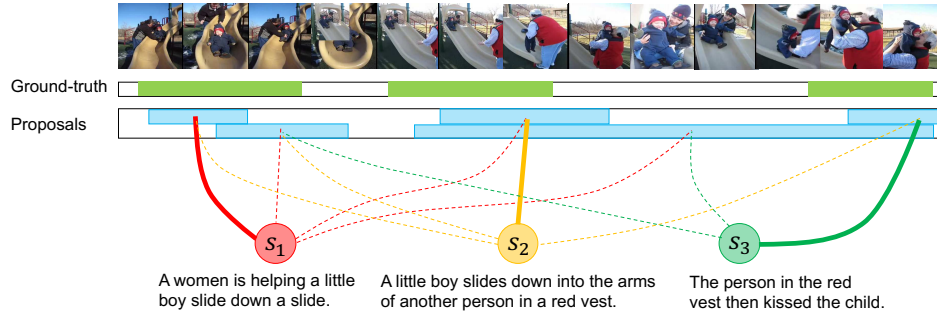 Ground-truth
Proposals
S₁
S₂
S₃
A women is helping a little
boy slide down a slide.
A little boy slides down into the arms
of another person in a red vest.
The person in the red
vest then kissed the child.